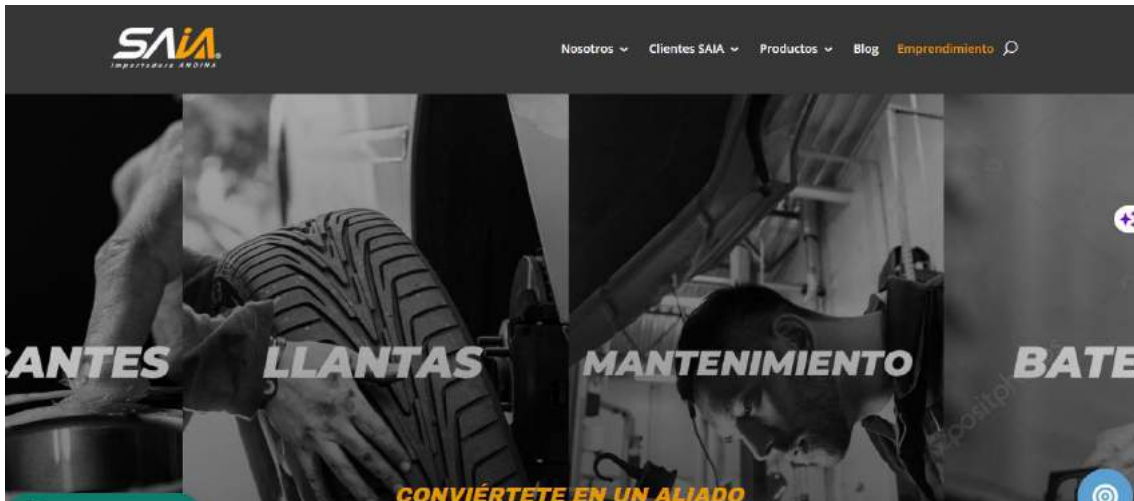 SAiA®
Importadora ANDINA
Nosotros
Clientes SAIA
Productos
Blog
Emprendimiento
CANTES
LLANTAS
MANTENIMIENTO
BATE
CONVIÉRTETE EN UN ALIADO